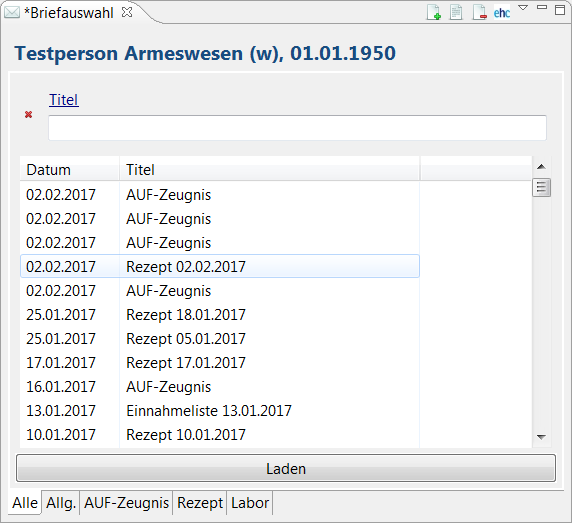 *Briefauswahl
ehc
Testperson Armeswesen (w), 01.01.1950
Titel
Datum Titel
02.02.2017 AUF-Zeugnis
02.02.2017 AUF-Zeugnis
02.02.2017 AUF-Zeugnis
02.02.2017 Rezept 02.02.2017
02.02.2017 AUF-Zeugnis
25.01.2017 Rezept 18.01.2017
25.01.2017 Rezept 05.01.2017
17.01.2017 Rezept 17.01.2017
16.01.2017 AUF-Zeugnis
13.01.2017 Einnahmeliste 13.01.2017
10.01.2017 Rezept 10.01.2017
Laden
Alle Allg. AUF-Zeugnis Rezept Labor